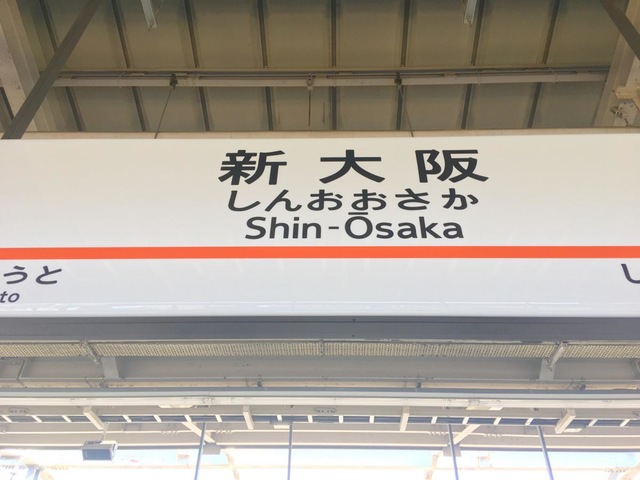 新大阪
しんおおさか
Shin-Ōsaka
うと
to